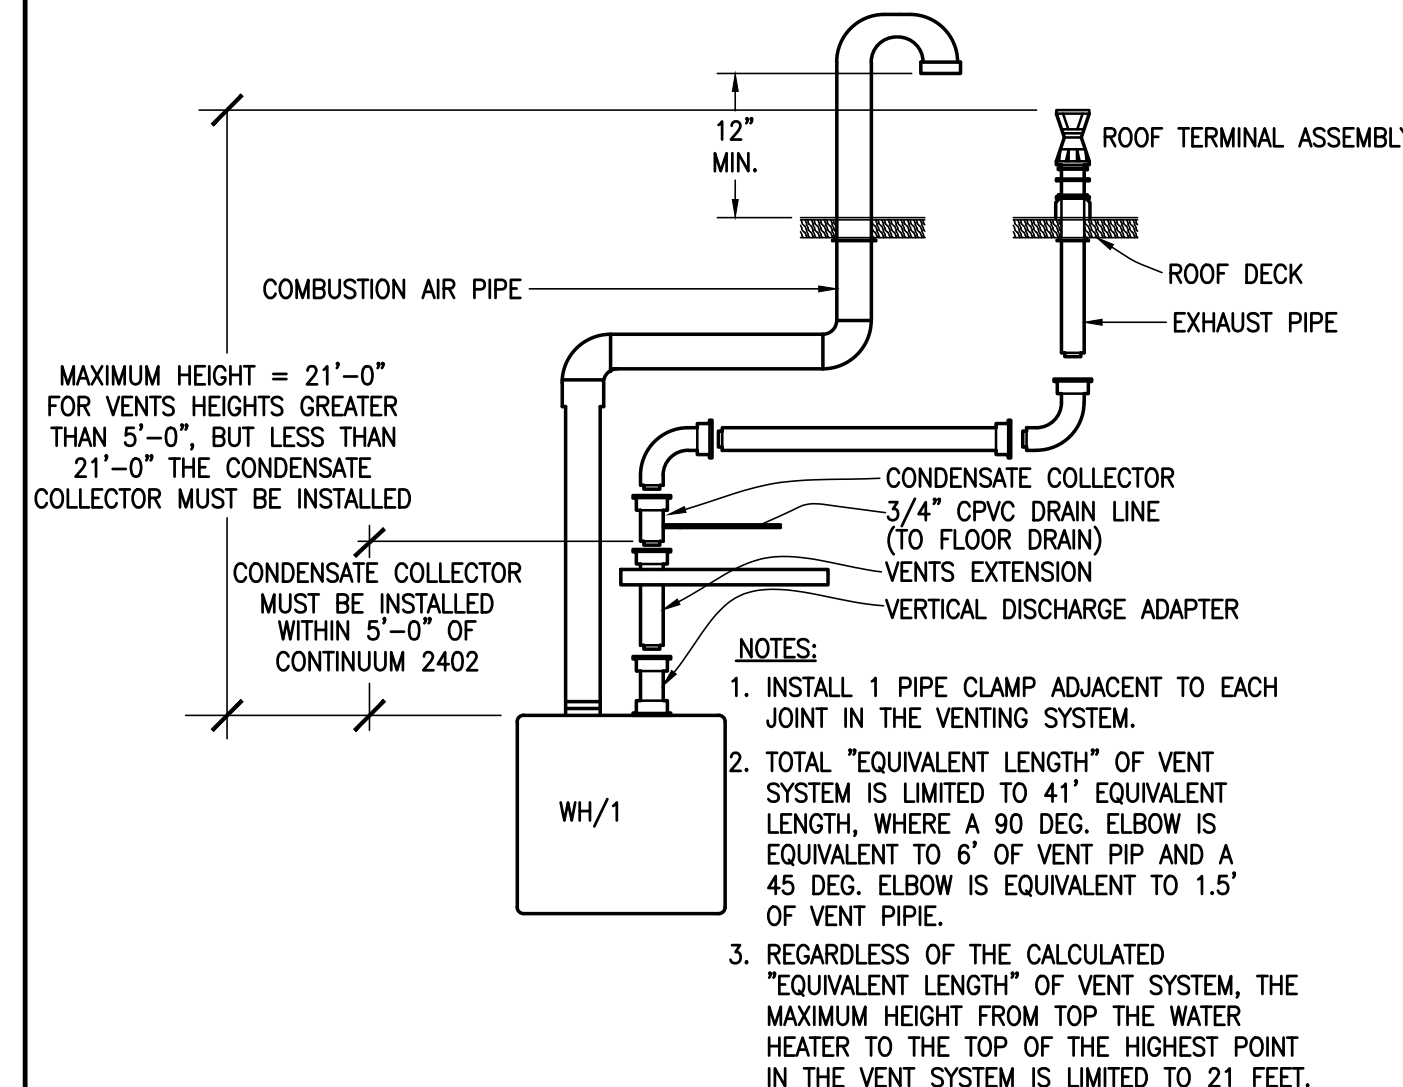 12"
MIN.
ROOF TERMINAL ASSEMBLY
ROOF DECK
COMBUSTION AIR PIPE
EXHAUST PIPE
MAXIMUM HEIGHT = 21'-0"
FOR VENTS HEIGHTS GREATER
THAN 5'-0", BUT LESS THAN
21'-0" THE CONDENSATE
COLLECTOR MUST BE INSTALLED
CONDENSATE COLLECTOR
3/4" CPVC DRAIN LINE
(TO FLOOR DRAIN)
VENTS EXTENSION
VERTICAL DISCHARGE ADAPTER
CONDENSATE COLLECTOR
MUST BE INSTALLED
WITHIN 5'-0" OF
CONTINUUM 2402
WH/1
NOTES:
1. INSTALL 1 PIPE CLAMP ADJACENT TO EACH
JOINT IN THE VENTING SYSTEM.
2. TOTAL "EQUIVALENT LENGTH" OF VENT
SYSTEM IS LIMITED TO 41' EQUIVALENT
LENGTH, WHERE A 90 DEG. ELBOW IS
EQUIVALENT TO 6' OF VENT PIP AND A
45 DEG. ELBOW IS EQUIVALENT TO 1.5'
OF VENT PIPIE.
3. REGARDLESS OF THE CALCULATED
"EQUIVALENT LENGTH" OF VENT SYSTEM, THE
MAXIMUM HEIGHT FROM TOP THE WATER
HEATER TO THE TOP OF THE HIGHEST POINT
IN THE VENT SYSTEM IS LIMITED TO 21 FEET.